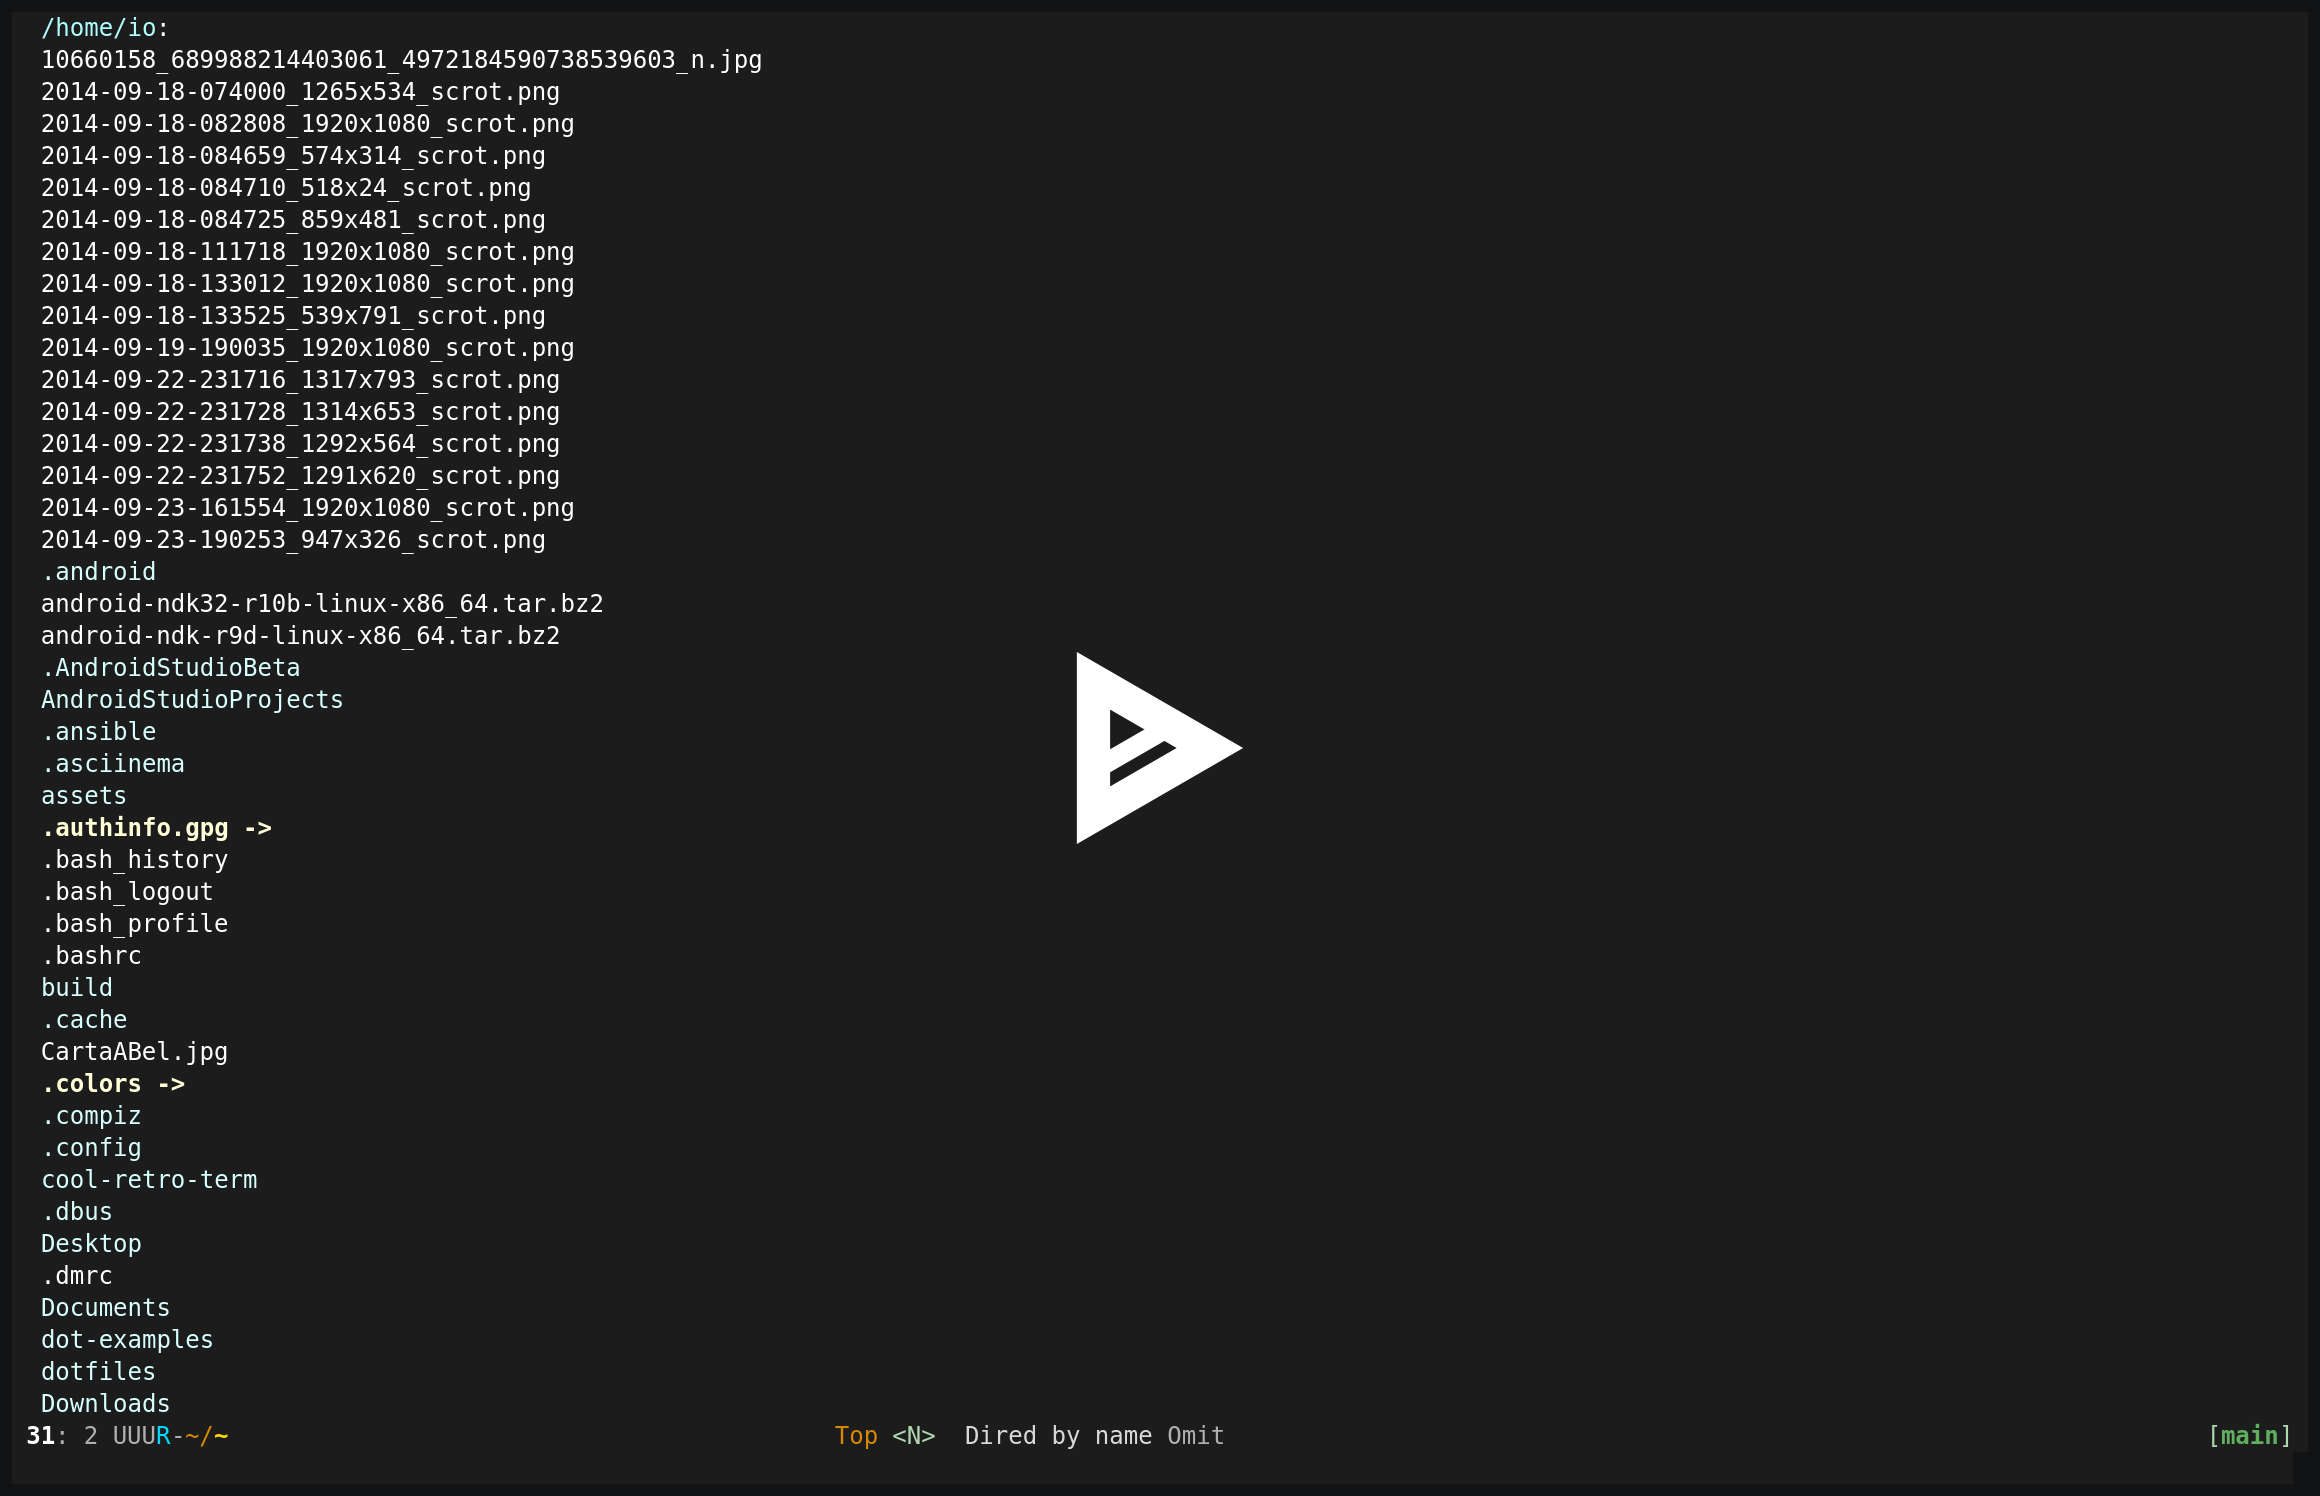 /home/io:
10660158_689988214403061_4972184590738539603_n.jpg
2014-09-18-074000_1265x534_scrot.png
2014-09-18-082808_1920x1080_scrot.png
2014-09-18-084659_574x314_scrot.png
2014-09-18-084710_518x24_scrot.png
2014-09-18-084725_859x481_scrot.png
2014-09-18-111718_1920x1080_scrot.png
2014-09-18-133012_1920x1080_scrot.png
2014-09-18-133525_539x791_scrot.png
2014-09-19-190035_1920x1080_scrot.png
2014-09-22-231716_1317x793_scrot.png
2014-09-22-231728_1314x653_scrot.png
2014-09-22-231738_1292x564_scrot.png
2014-09-22-231752_1291x620_scrot.png
2014-09-23-161554_1920x1080_scrot.png
2014-09-23-190253_947x326_scrot.png
.android
android-ndk32-r10b-linux-x86_64.tar.bz2
android-ndk-r9d-linux-x86_64.tar.bz2
.AndroidStudioBeta
AndroidStudioProjects
.ansible
.asciinema
assets
.authinfo.gpg ->
.bash_history
.bash_logout
.bash_profile
.bashrc
build
.cache
CartaABel.jpg
.colors ->
.compiz
.config
cool-retro-term
.dbus
Desktop
.dmrc
Documents
dot-examples
dotfiles
Downloads
31: 2 UUUR-~/~ Top <N> Dired by name Omit [main]